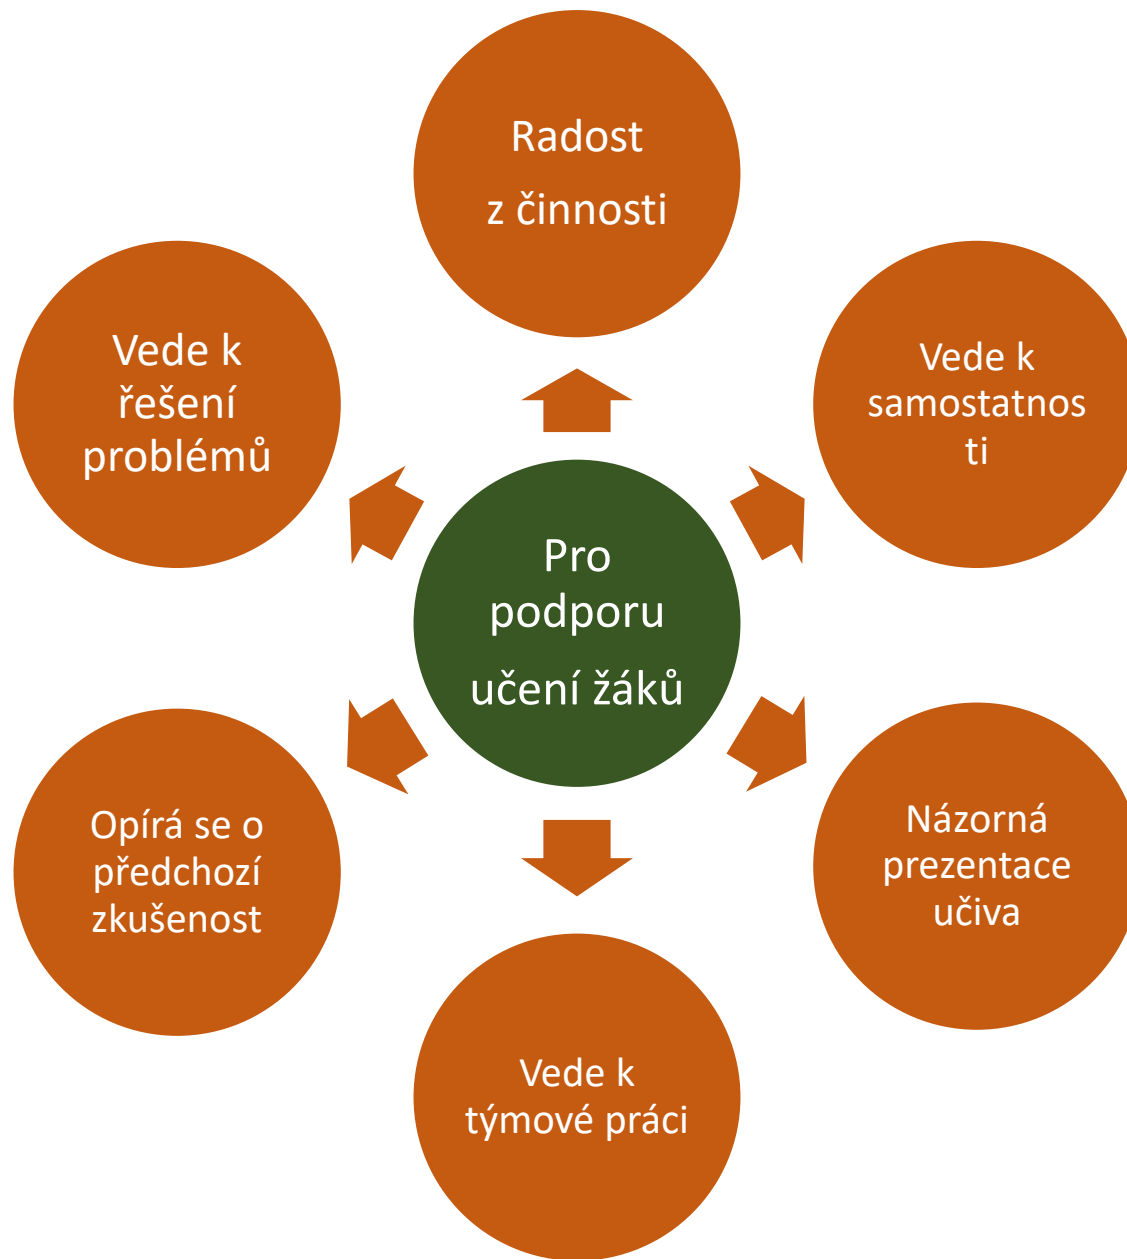 Radost
z činnosti
Vede k
samostatnos
ti
Názorná
prezentace
učiva
Vede k
týmové práci
Opírá se o
předchozí
zkušenost
Vede k
řešení
problémů
Pro
podporu
učení žáků